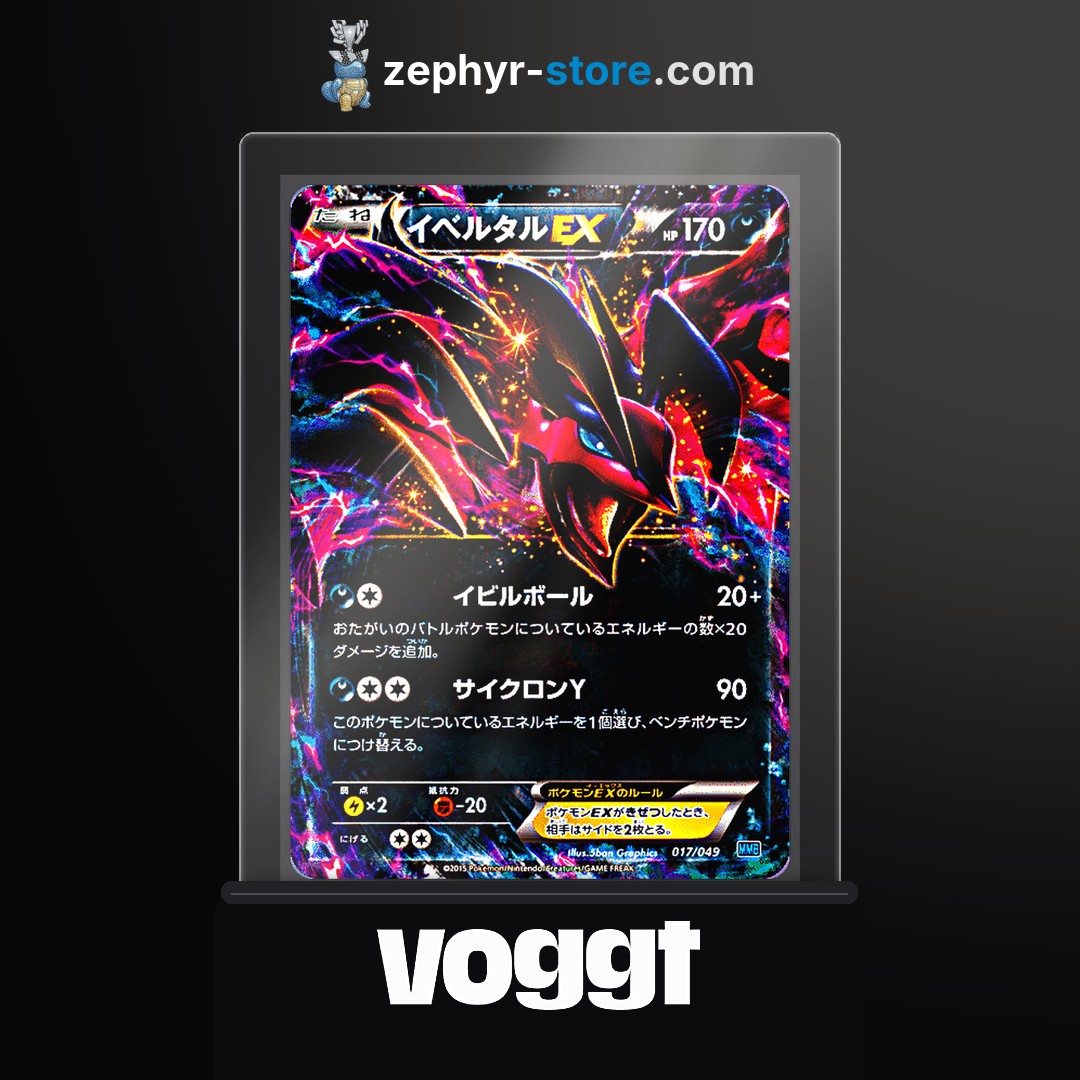 zephyr-store.com
たね
イベルタルEX
HP 170
イビルボール 20+
おたがいのバトルポケモンについているエネルギーの数×20
ダメージを追加。
サイクロンY 90
このポケモンについているエネルギーを1個選び、ベンチポケモン
につけ替える。
弱点 抵抗力
×2 -20
にげる
ポケモンEXのルール
ポケモンEXがきぜつしたとき、
相手はサイドを2枚とる。
Illus.5ban Graphics 017/049 MMB
©2015 Pokémon/Nintendo/Creatures/GAME FREAK
voggt